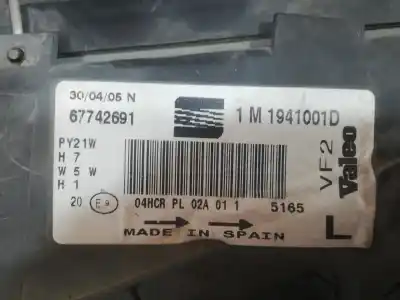 30/04/05 N
67742691
1 M 1941001D
PY21W
H 7
W 5 W
H 1
20 E 9
04HCR PL 02A 01 1
5165
MADE IN SPAIN
VF2
Valeo
L